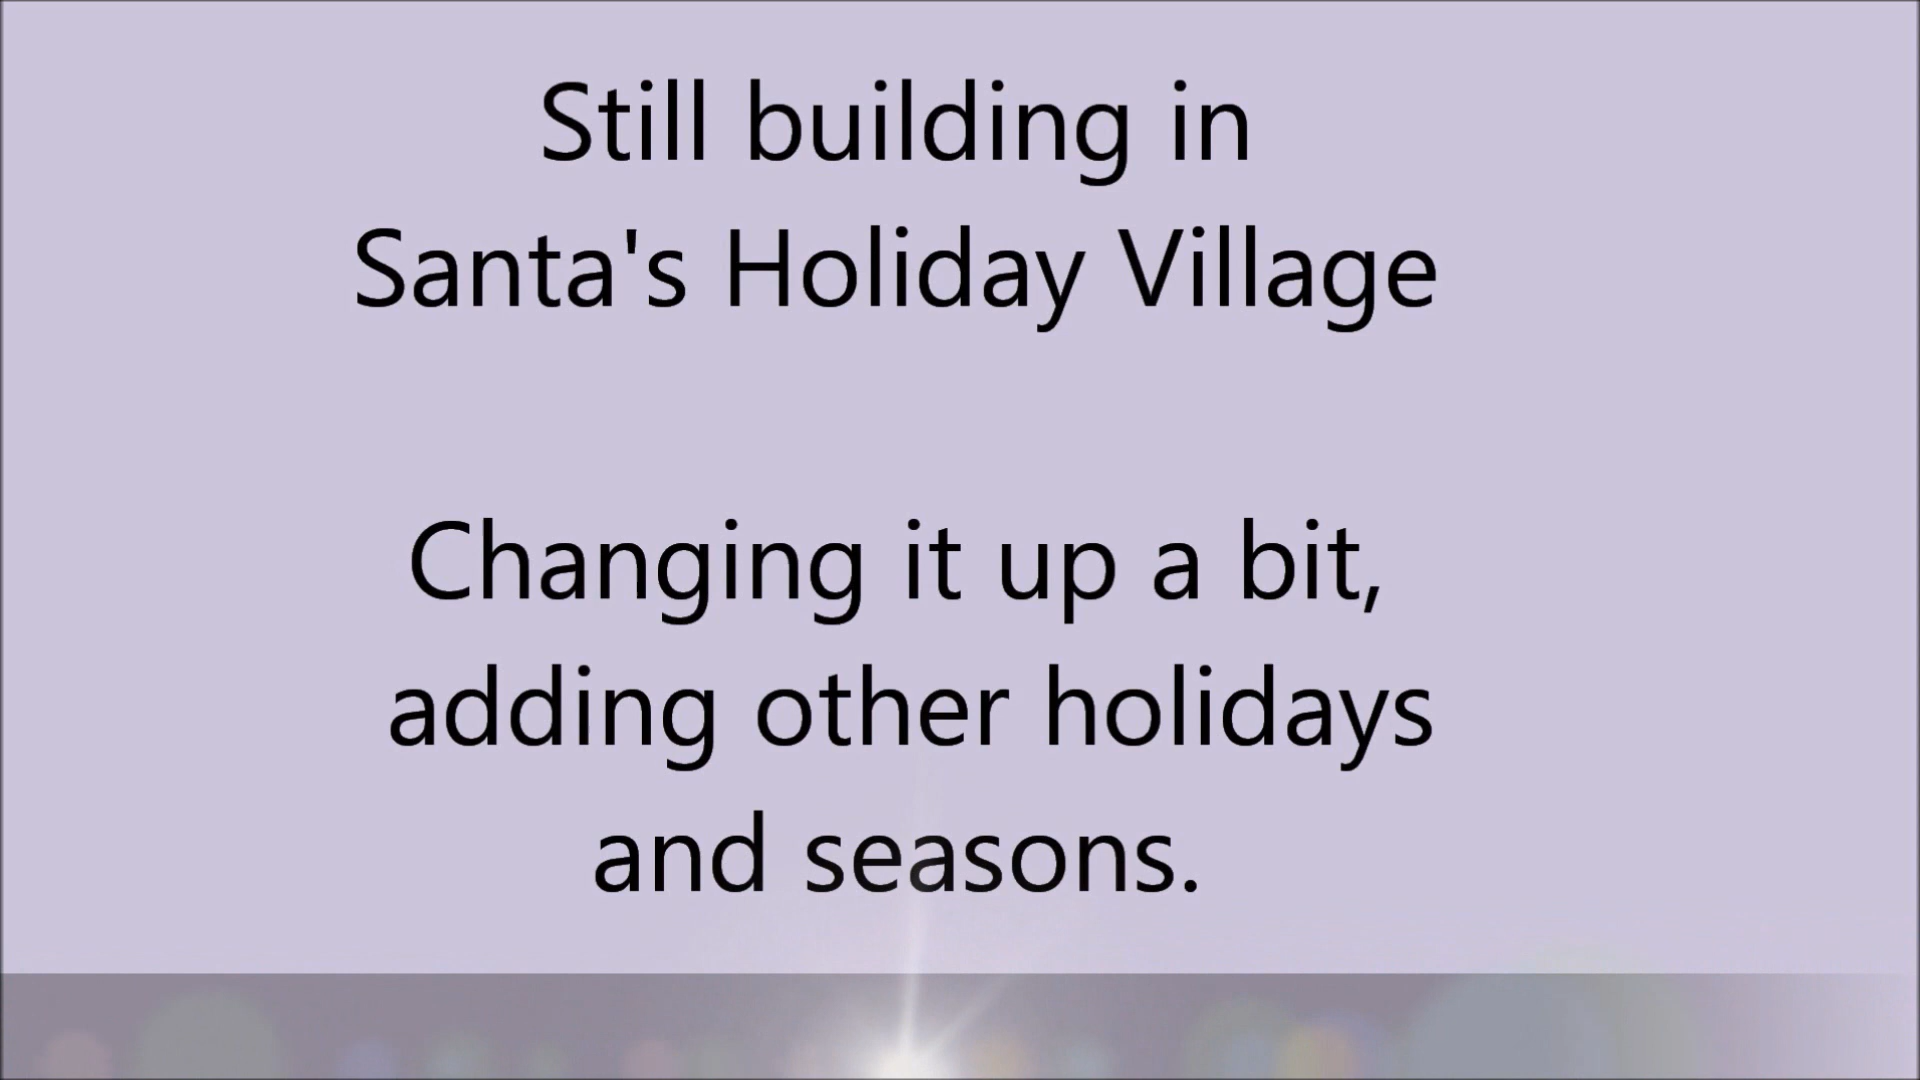 Still building in
Santa's Holiday Village
Changing it up a bit,
adding other holidays
and seasons.